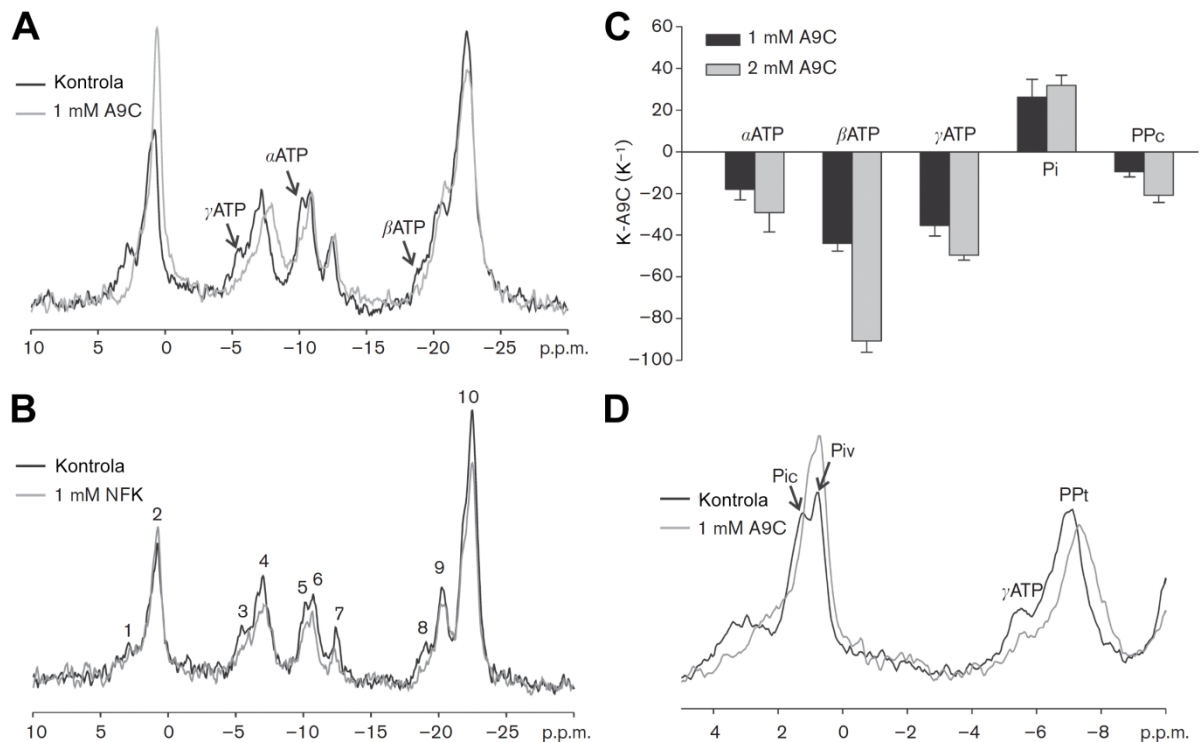 A
Kontrola
1 mM A9C
γATP
αATP
βATP
10 5 0 −5 −10 −15 −20 −25 p.p.m.
B
Kontrola
1 mM NFK
1 2 3 4 5 6 7 8 9 10
10 5 0 −5 −10 −15 −20 −25 p.p.m.
C
1 mM A9C
2 mM A9C
K-A9C (K⁻¹)
60
40
20
0
−20
−40
−60
−80
−100
αATP βATP γATP Pi PPc
D
Kontrola
1 mM A9C
Pic
Piv
γATP
PPt
4 2 0 −2 −4 −6 −8 p.p.m.